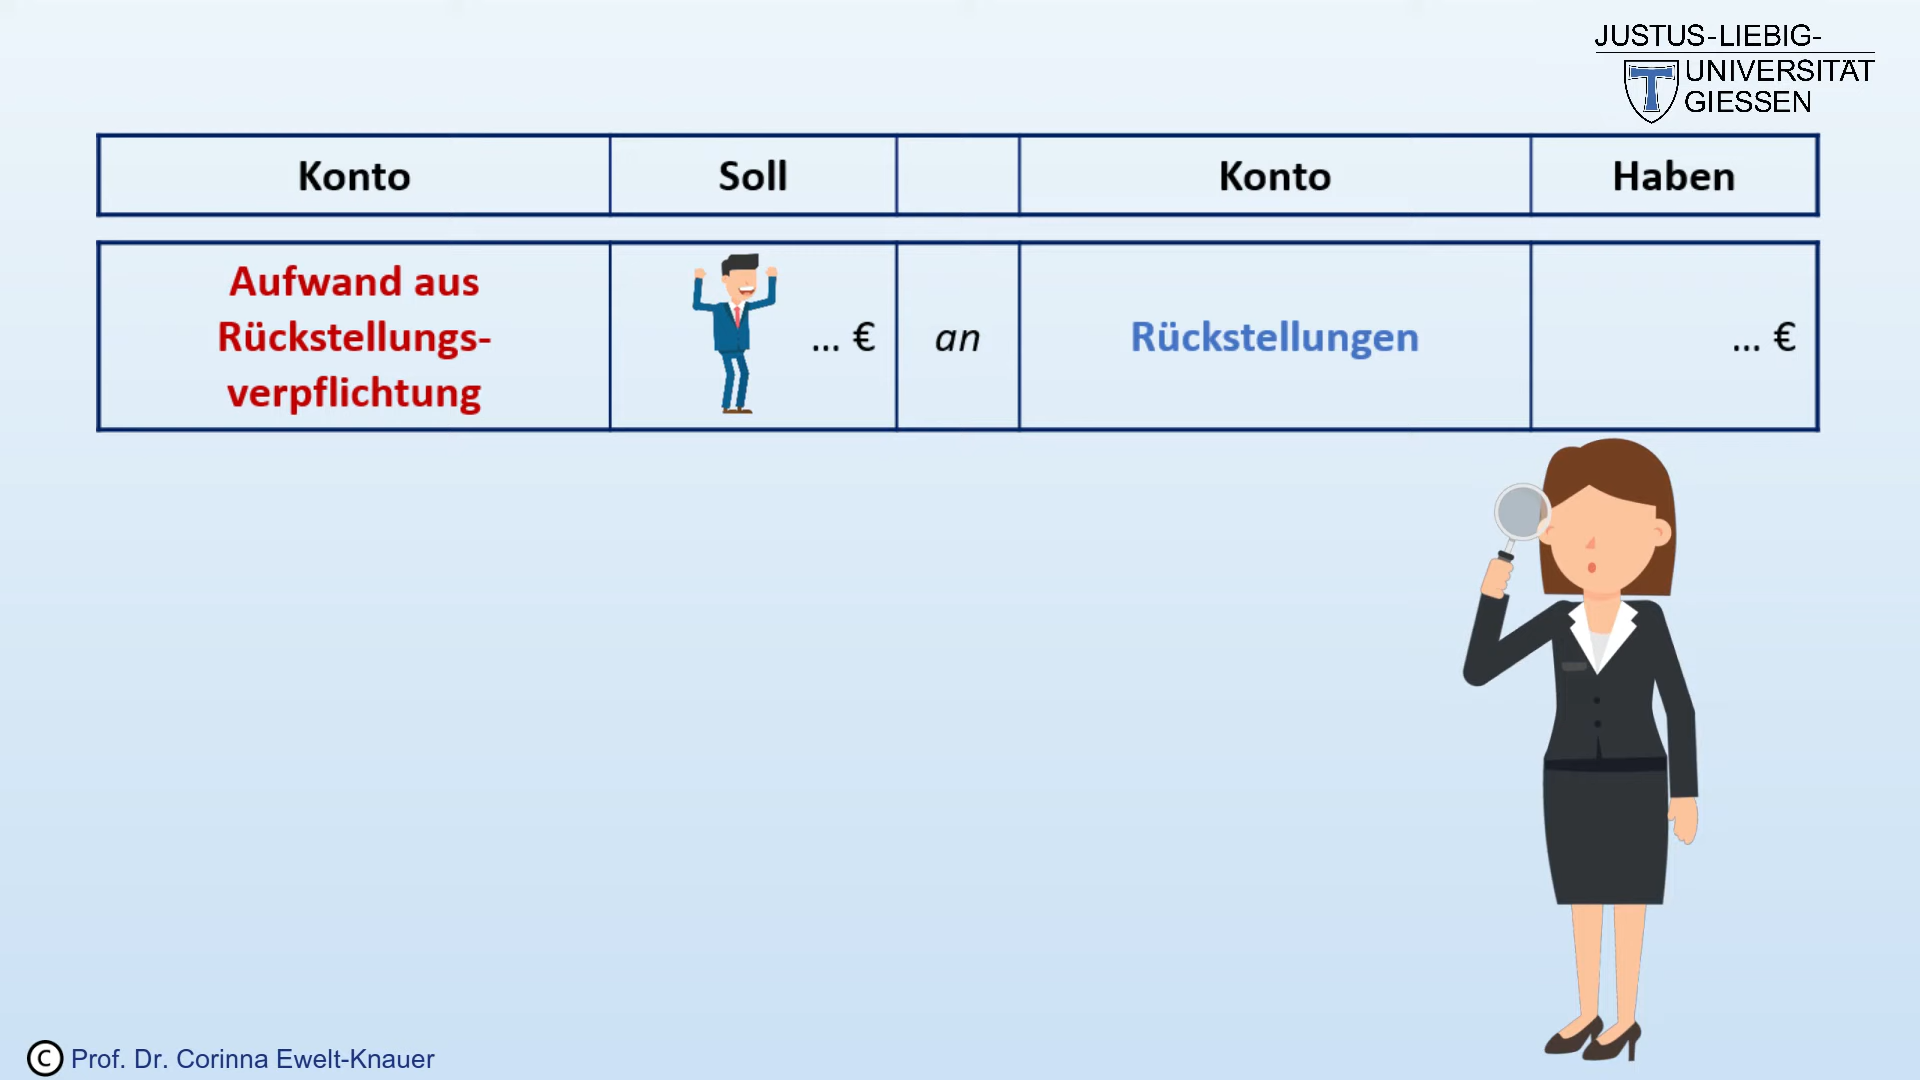 JUSTUS-LIEBIG-
UNIVERSITÄT
GIESSEN
Konto Soll Konto Haben
Aufwand aus
Rückstellungs-
verpflichtung
... € an Rückstellungen ... €
© Prof. Dr. Corinna Ewelt-Knauer